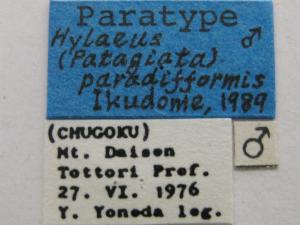 Paratype
Hylaeus ♂
(Patagiata)
paradifformis
Ikudome, 1989
(CHUGOKU)
Mt. Daisen
Tottori Pref.
27. VI. 1976
Y. Yoneda leg.
♂